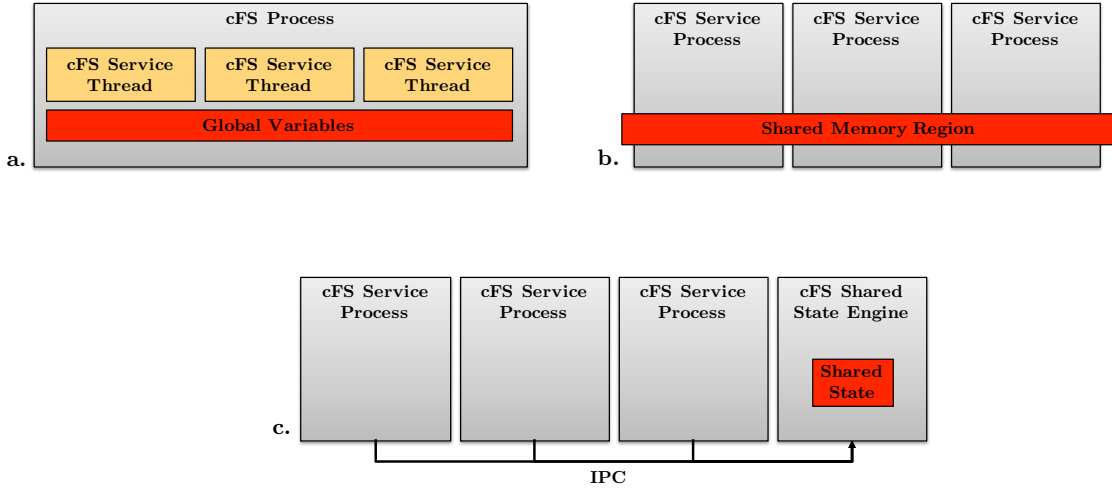 cFS Process
cFS Service
Thread
cFS Service
Thread
cFS Service
Thread
Global Variables
a.
cFS Service
Process
cFS Service
Process
cFS Service
Process
Shared Memory Region
b.
cFS Service
Process
cFS Service
Process
cFS Service
Process
cFS Shared
State Engine
Shared
State
c.
IPC